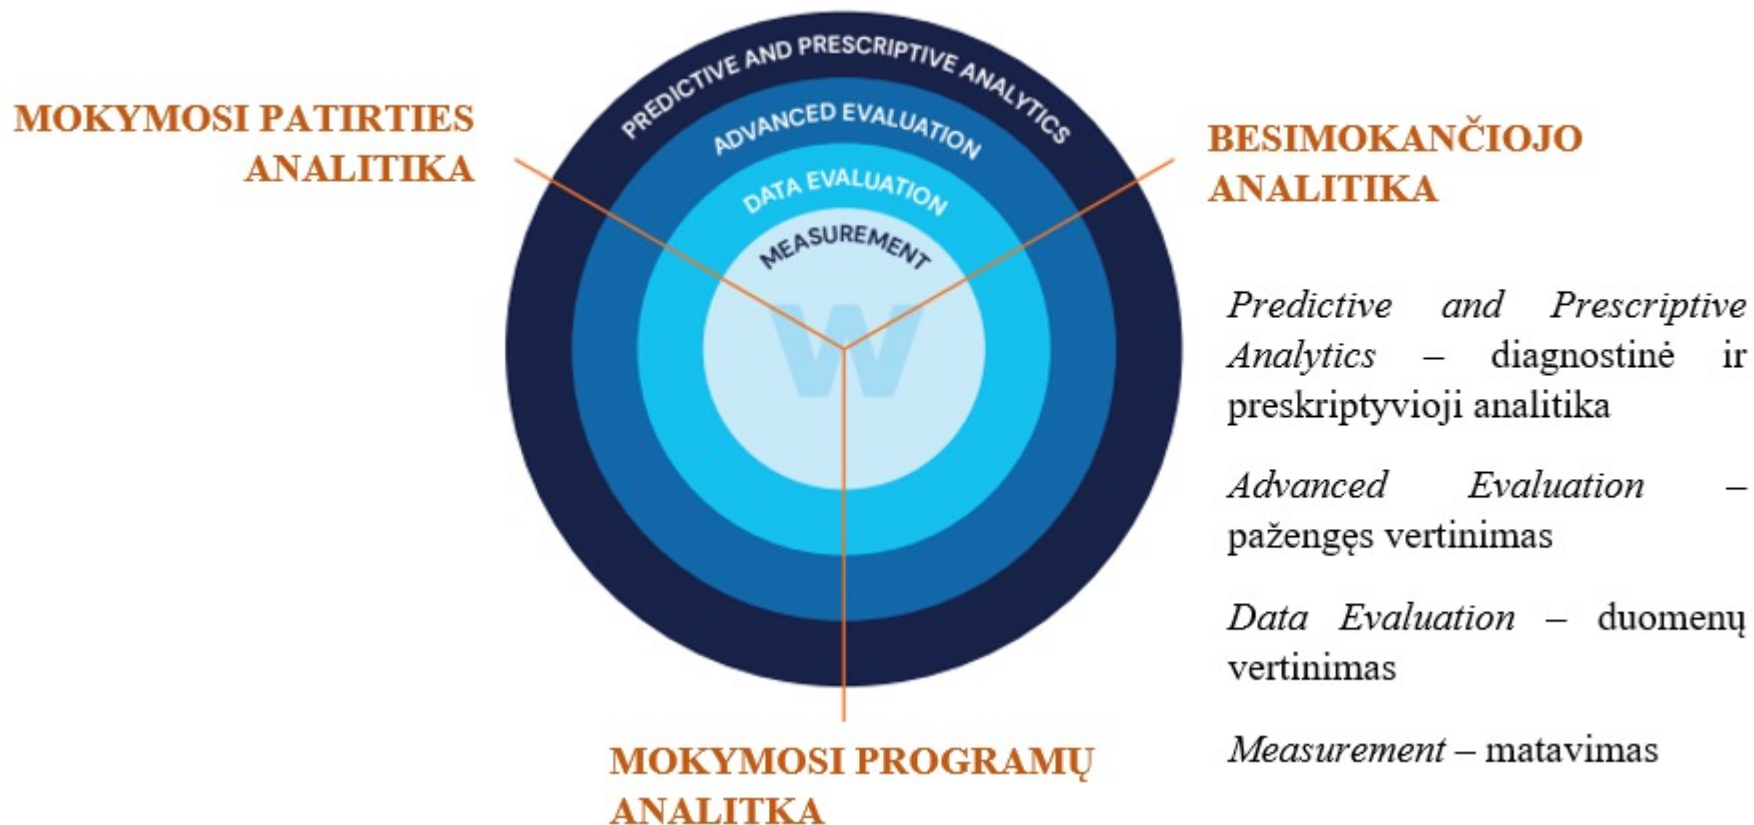 PREDICTIVE AND PRESCRIPTIVE ANALYTICS
ADVANCED EVALUATION
DATA EVALUATION
MEASUREMENT
W
MOKYMOSI PATIRTIES
ANALITIKA
BESIMOKANČIOJO
ANALITIKA
Predictive and Prescriptive
Analytics – diagnostinė ir
preskriptyvioji analitika
Advanced Evaluation –
pažengęs vertinimas
Data Evaluation – duomenų
vertinimas
Measurement – matavimas
MOKYMOSI PROGRAMŲ
ANALITKA